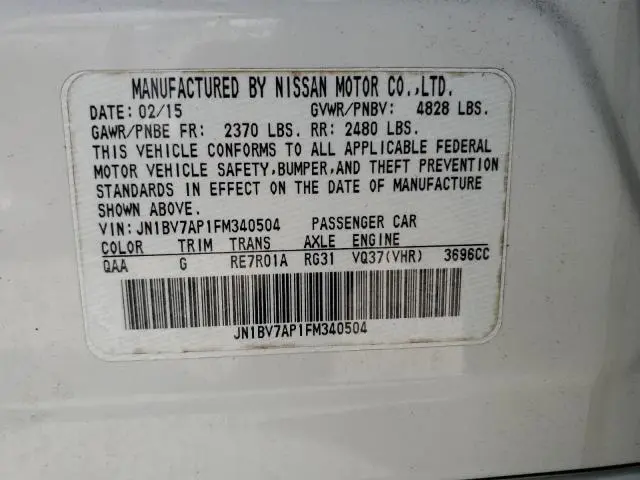 MANUFACTURED BY NISSAN MOTOR CO.,LTD.
DATE: 02/15 GVWR/PNBV: 4828 LBS.
GAWR/PNBE FR: 2370 LBS. RR: 2480 LBS.
THIS VEHICLE CONFORMS TO ALL APPLICABLE FEDERAL
MOTOR VEHICLE SAFETY,BUMPER,AND THEFT PREVENTION
STANDARDS IN EFFECT ON THE DATE OF MANUFACTURE
SHOWN ABOVE.
VIN:JN1BV7AP1FM340504 PASSENGER CAR
COLOR TRIM TRANS AXLE ENGINE
QAA G RE7R01A RG31 VQ37(VHR) 3696CC
JN1BV7AP1FM340504